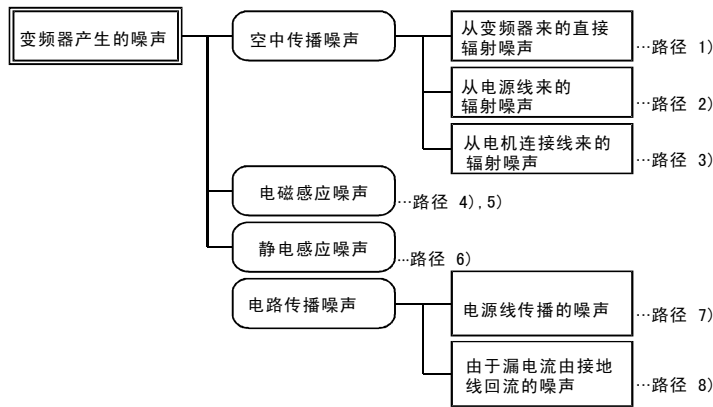 变频器产生的噪声
空中传播噪声
从变频器来的直接
辐射噪声
…路径 1)
从电源线来的
辐射噪声
…路径 2)
从电机连接线来的
辐射噪声
…路径 3)
电磁感应噪声
…路径 4),5)
静电感应噪声
…路径 6)
电路传播噪声
电源线传播的噪声
…路径 7)
由于漏电流由接地
线回流的噪声
…路径 8)